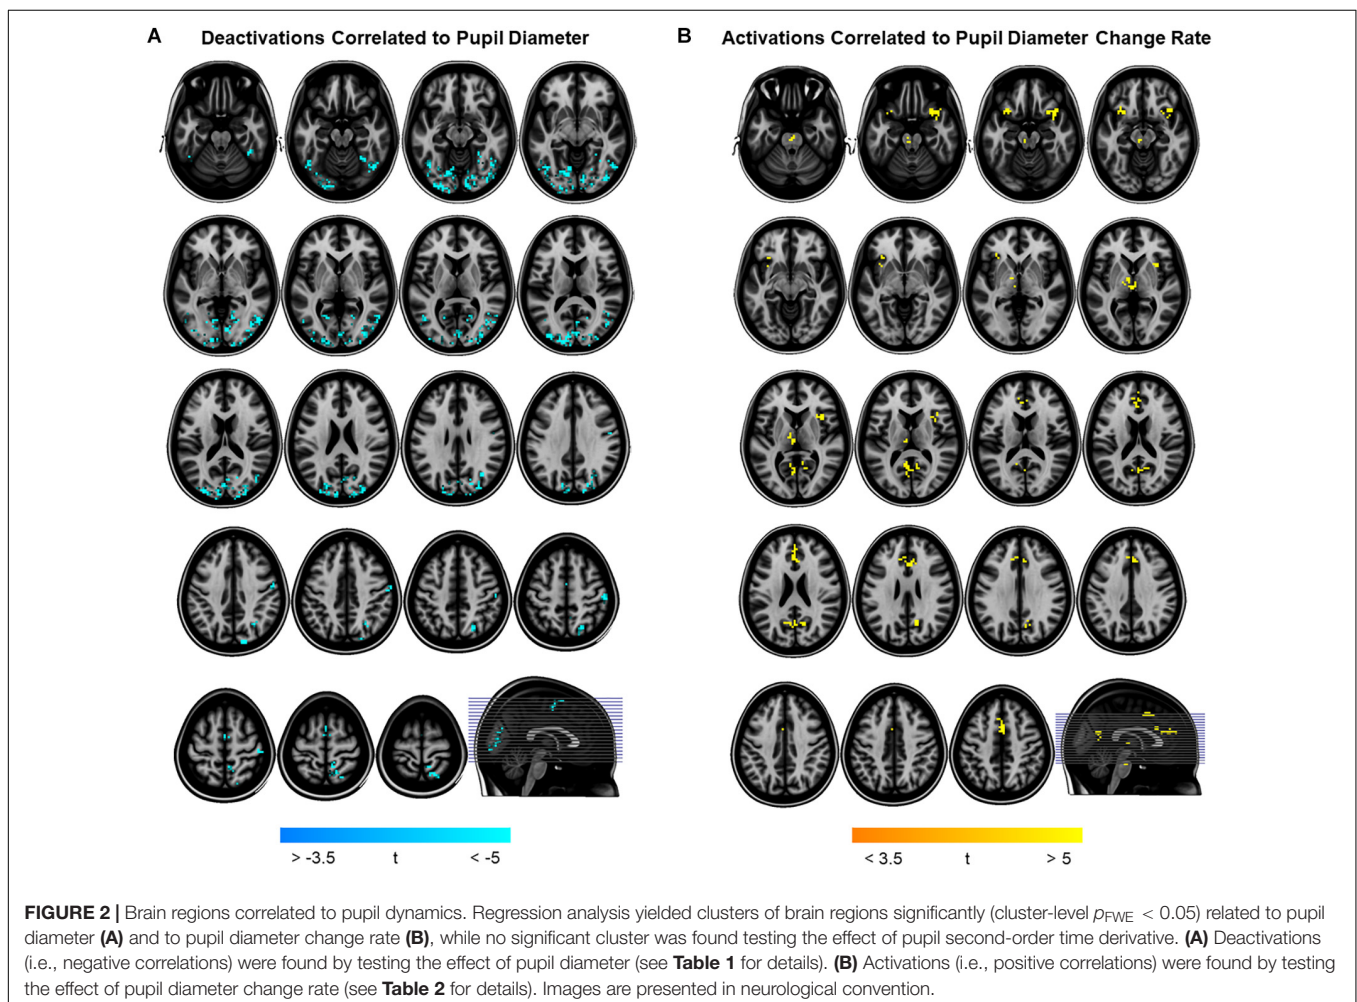 A Deactivations Correlated to Pupil Diameter
B Activations Correlated to Pupil Diameter Change Rate
> -3.5 t < -5
< 3.5 t > 5
FIGURE 2 | Brain regions correlated to pupil dynamics. Regression analysis yielded clusters of brain regions significantly (cluster-level pFWE < 0.05) related to pupil
diameter (A) and to pupil diameter change rate (B), while no significant cluster was found testing the effect of pupil second-order time derivative. (A) Deactivations
(i.e., negative correlations) were found by testing the effect of pupil diameter (see Table 1 for details). (B) Activations (i.e., positive correlations) were found by testing
the effect of pupil diameter change rate (see Table 2 for details). Images are presented in neurological convention.